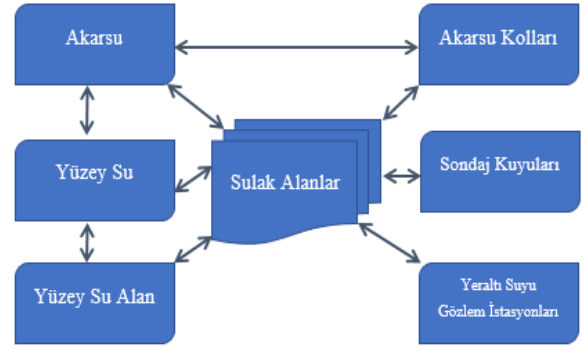 Akarsu
Akarsu Kolları
Yüzey Su
Sulak Alanlar
Sondaj Kuyuları
Yüzey Su Alan
Yeraltı Suyu
Gözlem İstasyonları